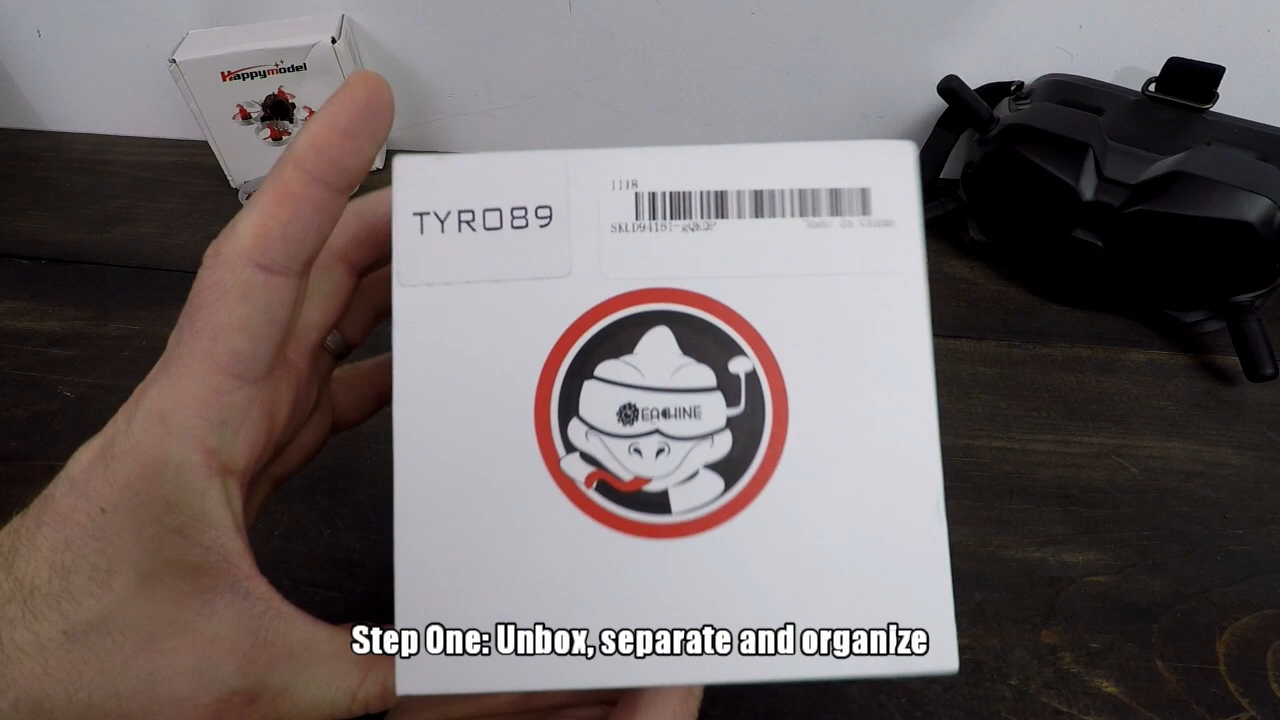 Happymodel
TYRO89
1118
EACHINE
Step One: Unbox, separate and organize